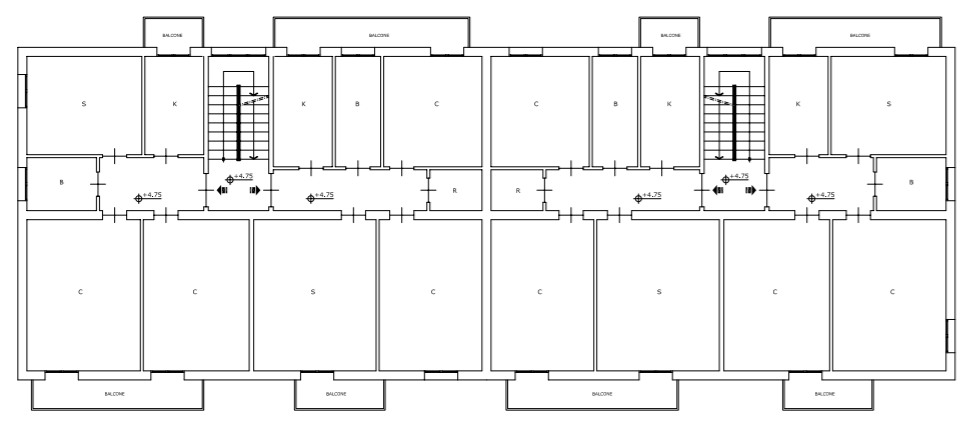 BALCONE BALCONE BALCONE BALCONE
S K K B C C B K K S
B +4.75 +4.75 +4.75 R R +4.75 +4.75 +4.75 B
C C S C C S C C
BALCONE BALCONE BALCONE BALCONE